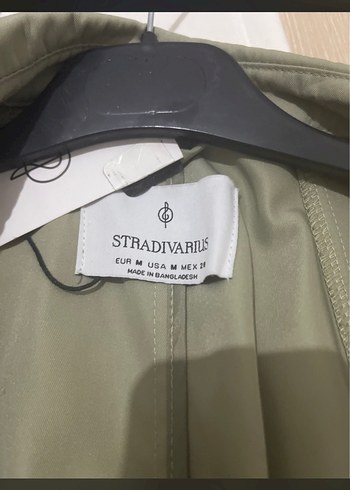 STRADIVARIUS
EUR M USA M MEX 28
MADE IN BANGLADESH